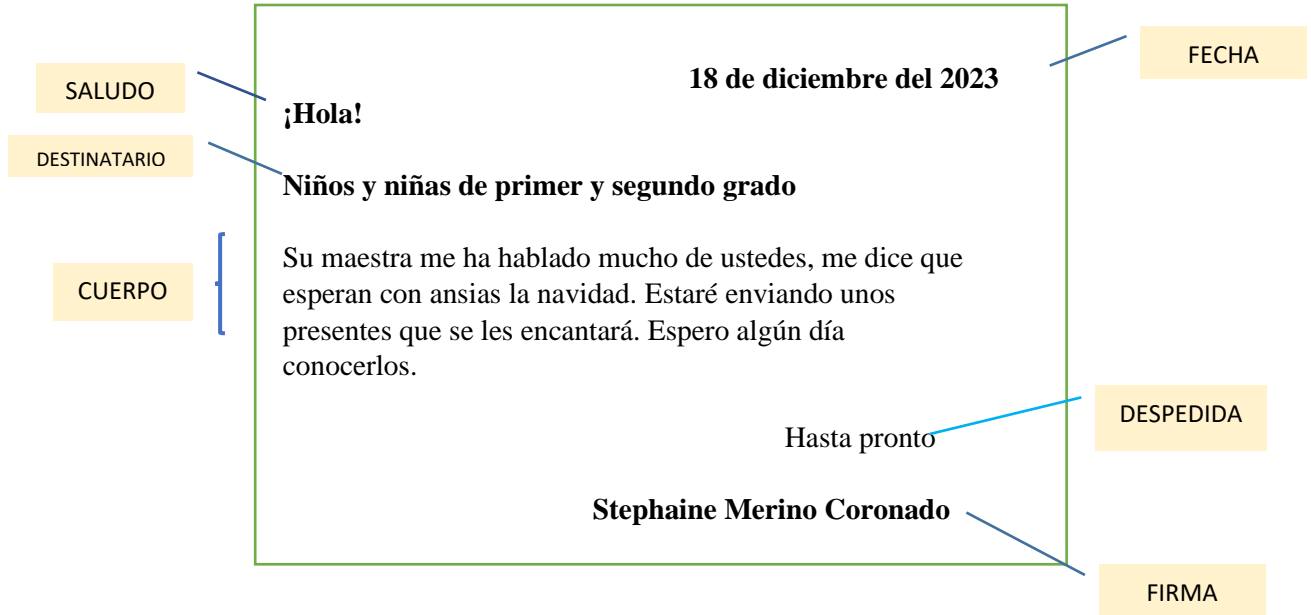 FECHA
18 de diciembre del 2023
SALUDO
¡Hola!
DESTINATARIO
Niños y niñas de primer y segundo grado
CUERPO
Su maestra me ha hablado mucho de ustedes, me dice que
esperan con ansias la navidad. Estaré enviando unos
presentes que se les encantará. Espero algún día
conocerlos.
DESPEDIDA
Hasta pronto
Stephaine Merino Coronado
FIRMA